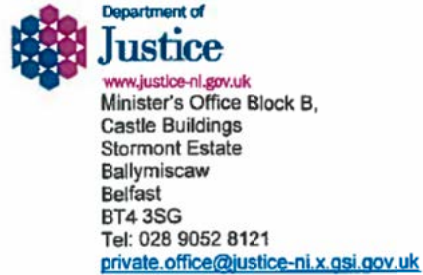 Department of
Justice
www.justice-ni.gov.uk
Minister's Office Block B,
Castle Buildings
Stormont Estate
Ballymiscaw
Belfast
BT4 3SG
Tel: 028 9052 8121
private.office@justice-ni.x.gsi.gov.uk